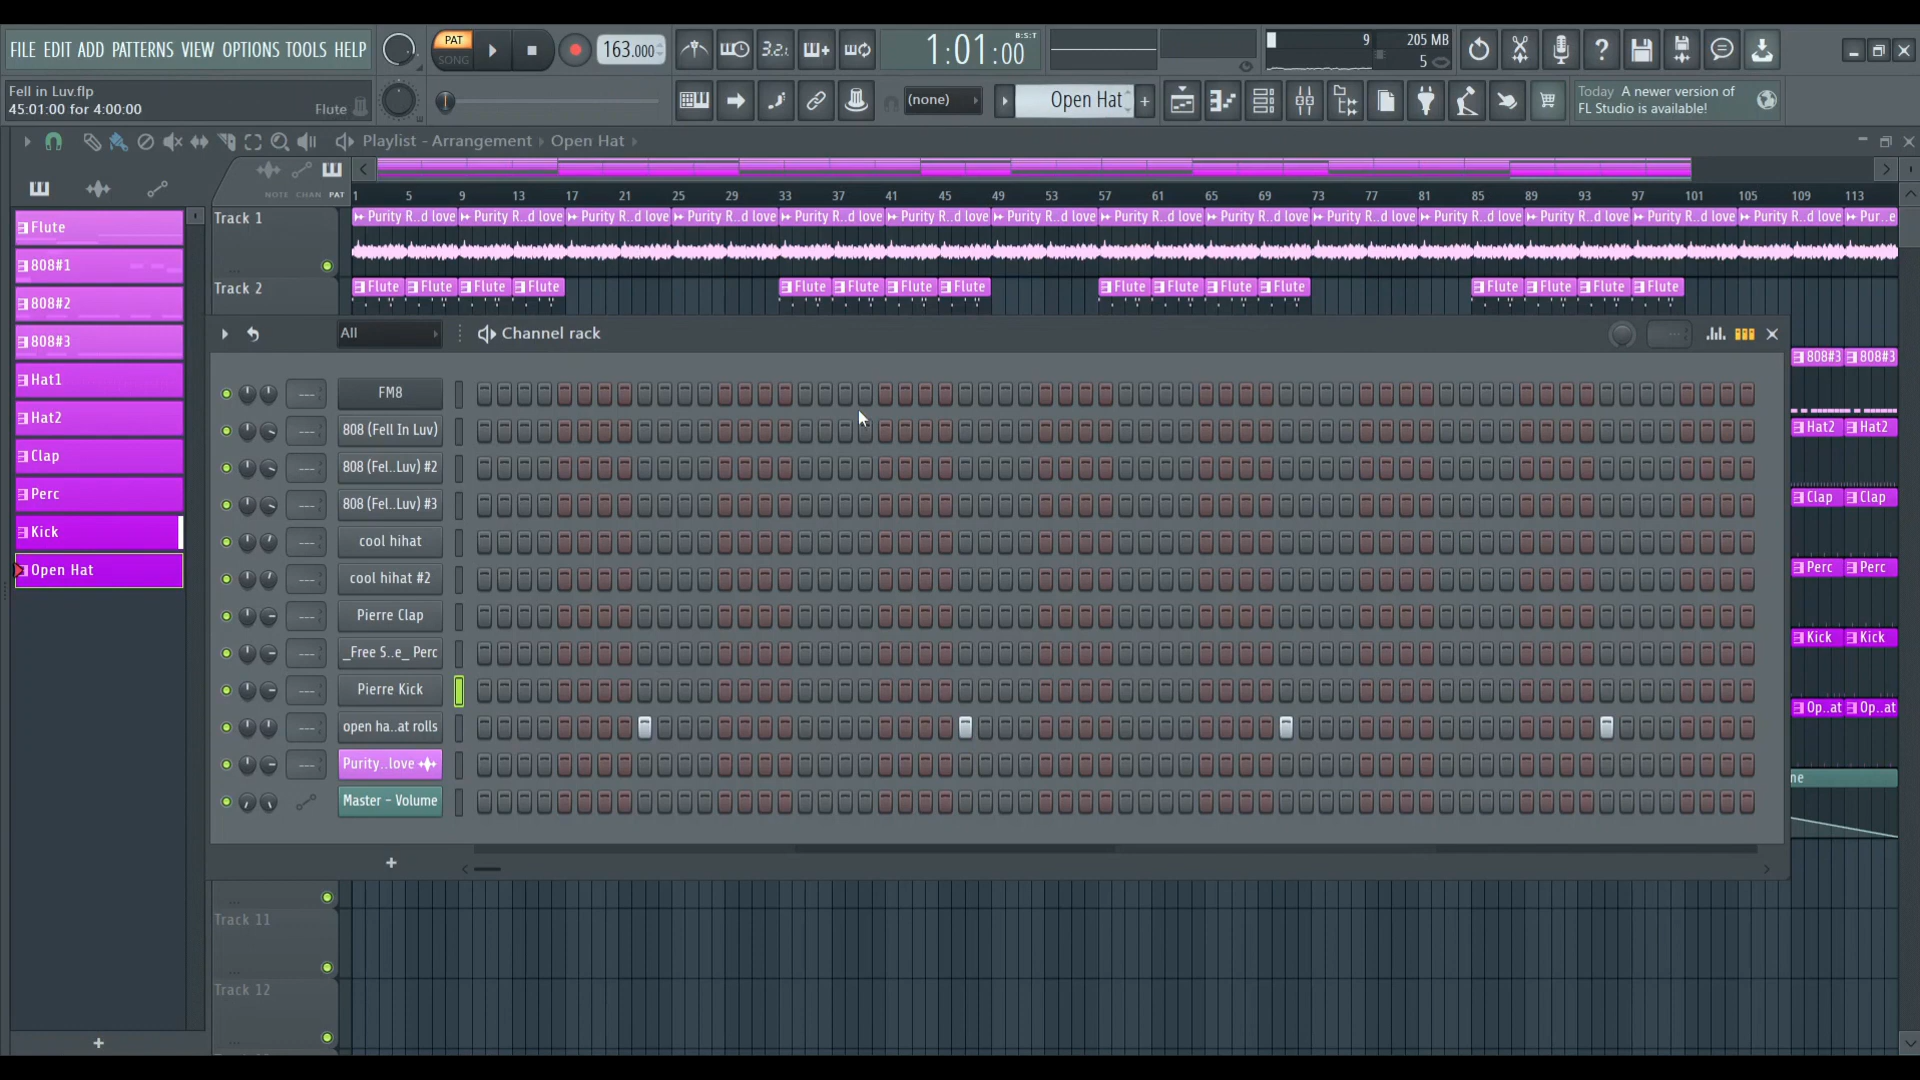 FILE EDIT ADD PATTERNS VIEW OPTIONS TOOLS HELP
PAT
SONG
163.000
3.2.
1:01:00
B:S:T
9
205 MB
5
Fell in Luv.flp
45:01:00 for 4:00:00
Flute
(none)
Open Hat
Today A newer version of
FL Studio is available!
Playlist - Arrangement Open Hat
NOTE CHAN PAT
1 5 9 13 17 21 25 29 33 37 41 45 49 53 57 61 65 69 73 77 81 85 89 93 97 101 105 109 113
Flute
808#1
808#2
808#3
Hat1
Hat2
Clap
Perc
Kick
Open Hat
Track 1
Purity R..d love Purity R..d love Purity R..d love Purity R..d love Purity R..d love Purity R..d love Purity R..d love Purity R..d love Purity R..d love Purity R..d love Purity R..d love Purity R..d love Purity R..d love Purity R..d love Pur..e
Track 2
Flute Flute Flute Flute Flute Flute Flute Flute Flute Flute Flute Flute Flute Flute Flute Flute
All
Channel rack
FM8
808 (Fell In Luv)
808 (Fel..Luv) #2
808 (Fel..Luv) #3
cool hihat
cool hihat #2
Pierre Clap
_Free S..e_ Perc
Pierre Kick
open ha..at rolls
Purity..love
Master - Volume
808#3 808#3
Hat2 Hat2
Clap Clap
Perc Perc
Kick Kick
Op..at Op..at
me
Track 11
Track 12